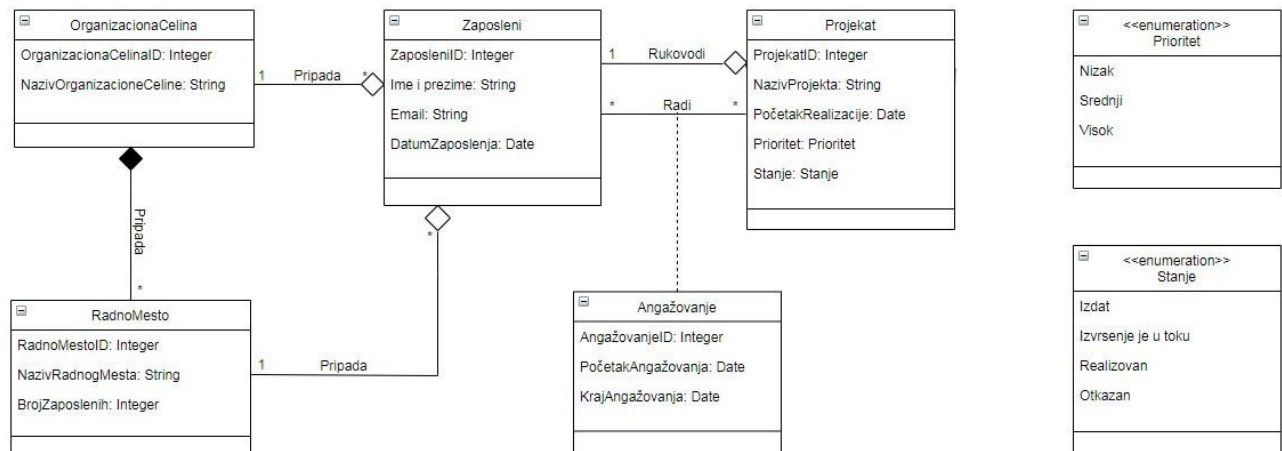 OrganizacionaCelina
OrganizacionaCelinaID: Integer
NazivOrganizacioneCeline: String
1
Pripada
*
Zaposleni
ZaposleniID: Integer
Ime i prezime: String
Email: String
DatumZaposlenja: Date
1
Rukovodi
*
Radi
*
Projekat
ProjekatID: Integer
NazivProjekta: String
PočetakRealizacije: Date
Prioritet: Prioritet
Stanje: Stanje
<<enumeration>>
Prioritet
Nizak
Srednji
Visok
Pripada
*
RadnoMesto
RadnoMestoID: Integer
NazivRadnogMesta: String
BrojZaposlenih: Integer
1
Pripada
*
Angažovanje
AngažovanjeID: Integer
PočetakAngažovanja: Date
KrajAngažovanja: Date
<<enumeration>>
Stanje
Izdat
Izvrsenje je u toku
Realizovan
Otkazan